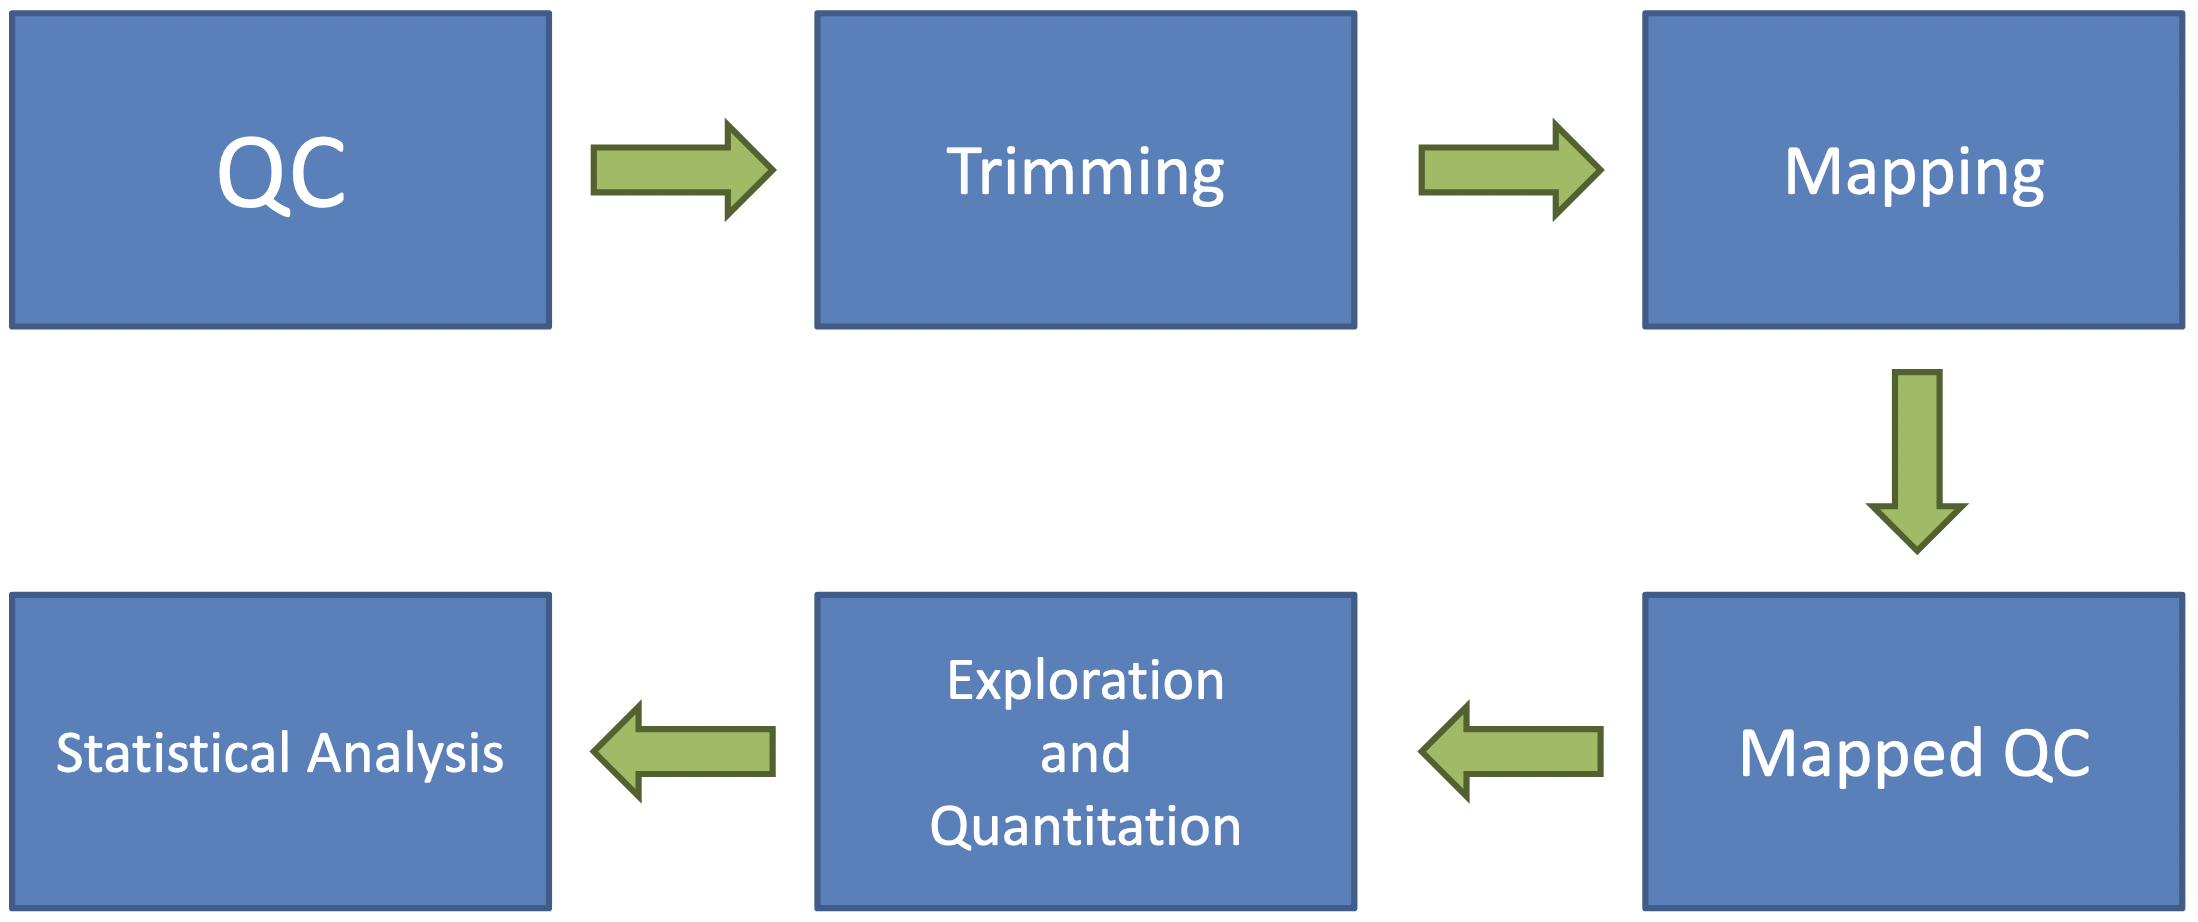 QC
Trimming
Mapping
Mapped QC
Exploration
and
Quantitation
Statistical Analysis